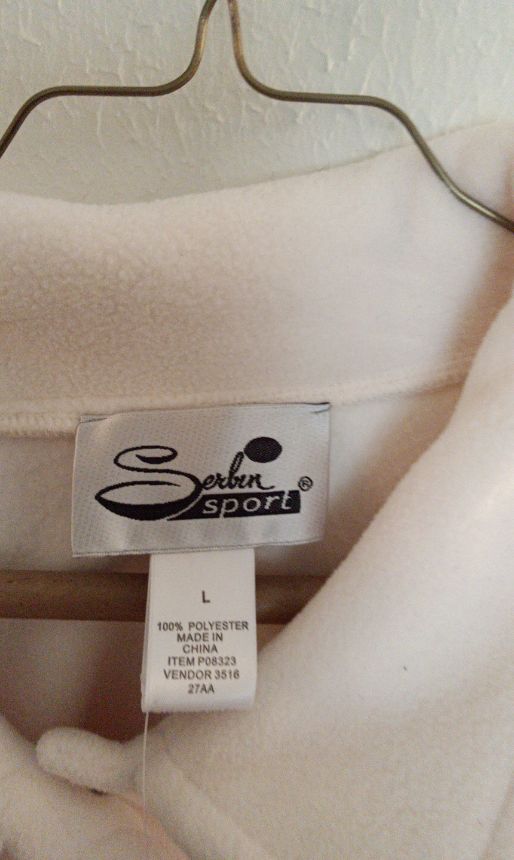 Serbin
sport®
L
100% POLYESTER
MADE IN
CHINA
ITEM P08323
VENDOR 3516
27AA